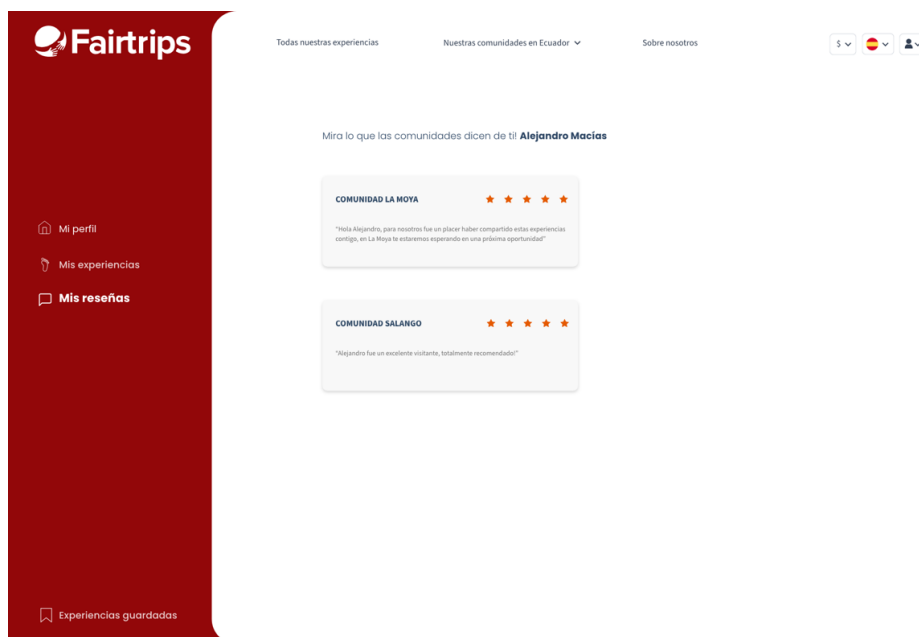 Fairtrips
Todas nuestras experiencias
Nuestras comunidades en Ecuador
Sobre nosotros
$
Mira lo que las comunidades dicen de ti! Alejandro Macías
COMUNIDAD LA MOYA
"Hola Alejandro, para nosotros fue un placer haber compartido estas experiencias
contigo, en La Moya te estaremos esperando en una próxima oportunidad"
Mi perfil
Mis experiencias
Mis reseñas
COMUNIDAD SALANGO
"Alejandro fue un excelente visitante, totalmente recomendado!"
Experiencias guardadas